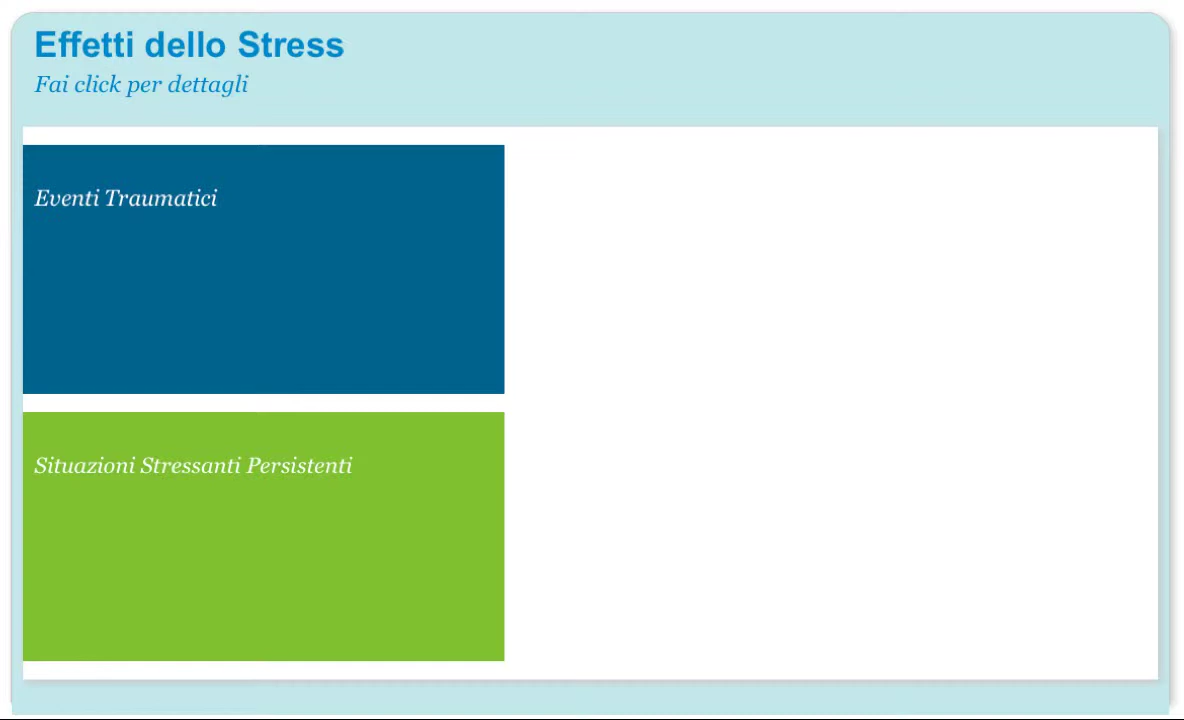 Effetti dello Stress
Fai click per dettagli
Eventi Traumatici
Situazioni Stressanti Persistenti